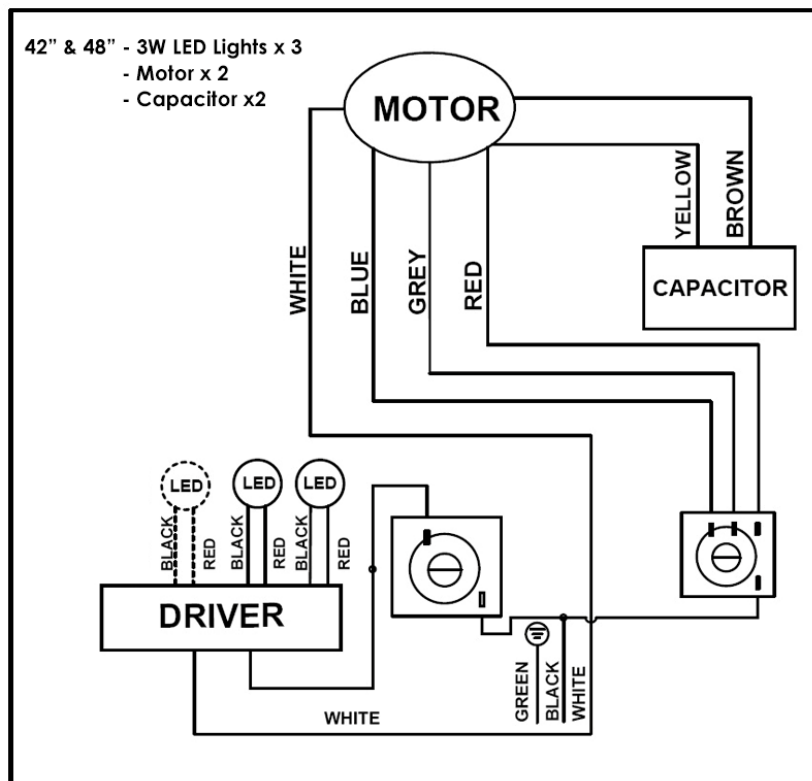 42” & 48” - 3W LED Lights x 3
- Motor x 2
- Capacitor x2
MOTOR
WHITE
BLUE
GREY
RED
YELLOW
BROWN
CAPACITOR
LED
LED
LED
BLACK
RED
BLACK
RED
BLACK
RED
DRIVER
GREEN
BLACK
WHITE
WHITE